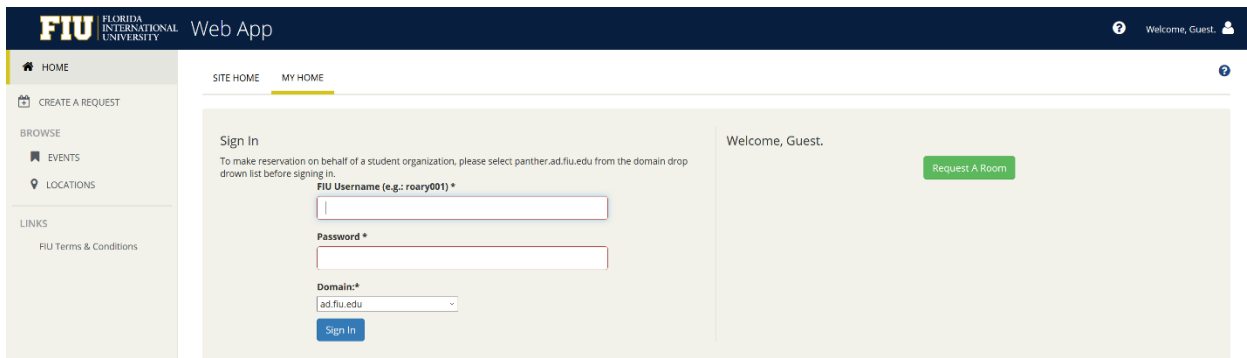 FIU
FLORIDA
INTERNATIONAL
UNIVERSITY
Web App
Welcome, Guest.
HOME
CREATE A REQUEST
BROWSE
EVENTS
LOCATIONS
LINKS
FIU Terms & Conditions
SITE HOME MY HOME
Sign In
To make reservation on behalf of a student organization, please select panther.ad.fiu.edu from the domain drop
drown list before signing in.
FIU Username (e.g.: roary001) *
Password *
Domain:*
ad.fiu.edu
Sign In
Welcome, Guest.
Request A Room